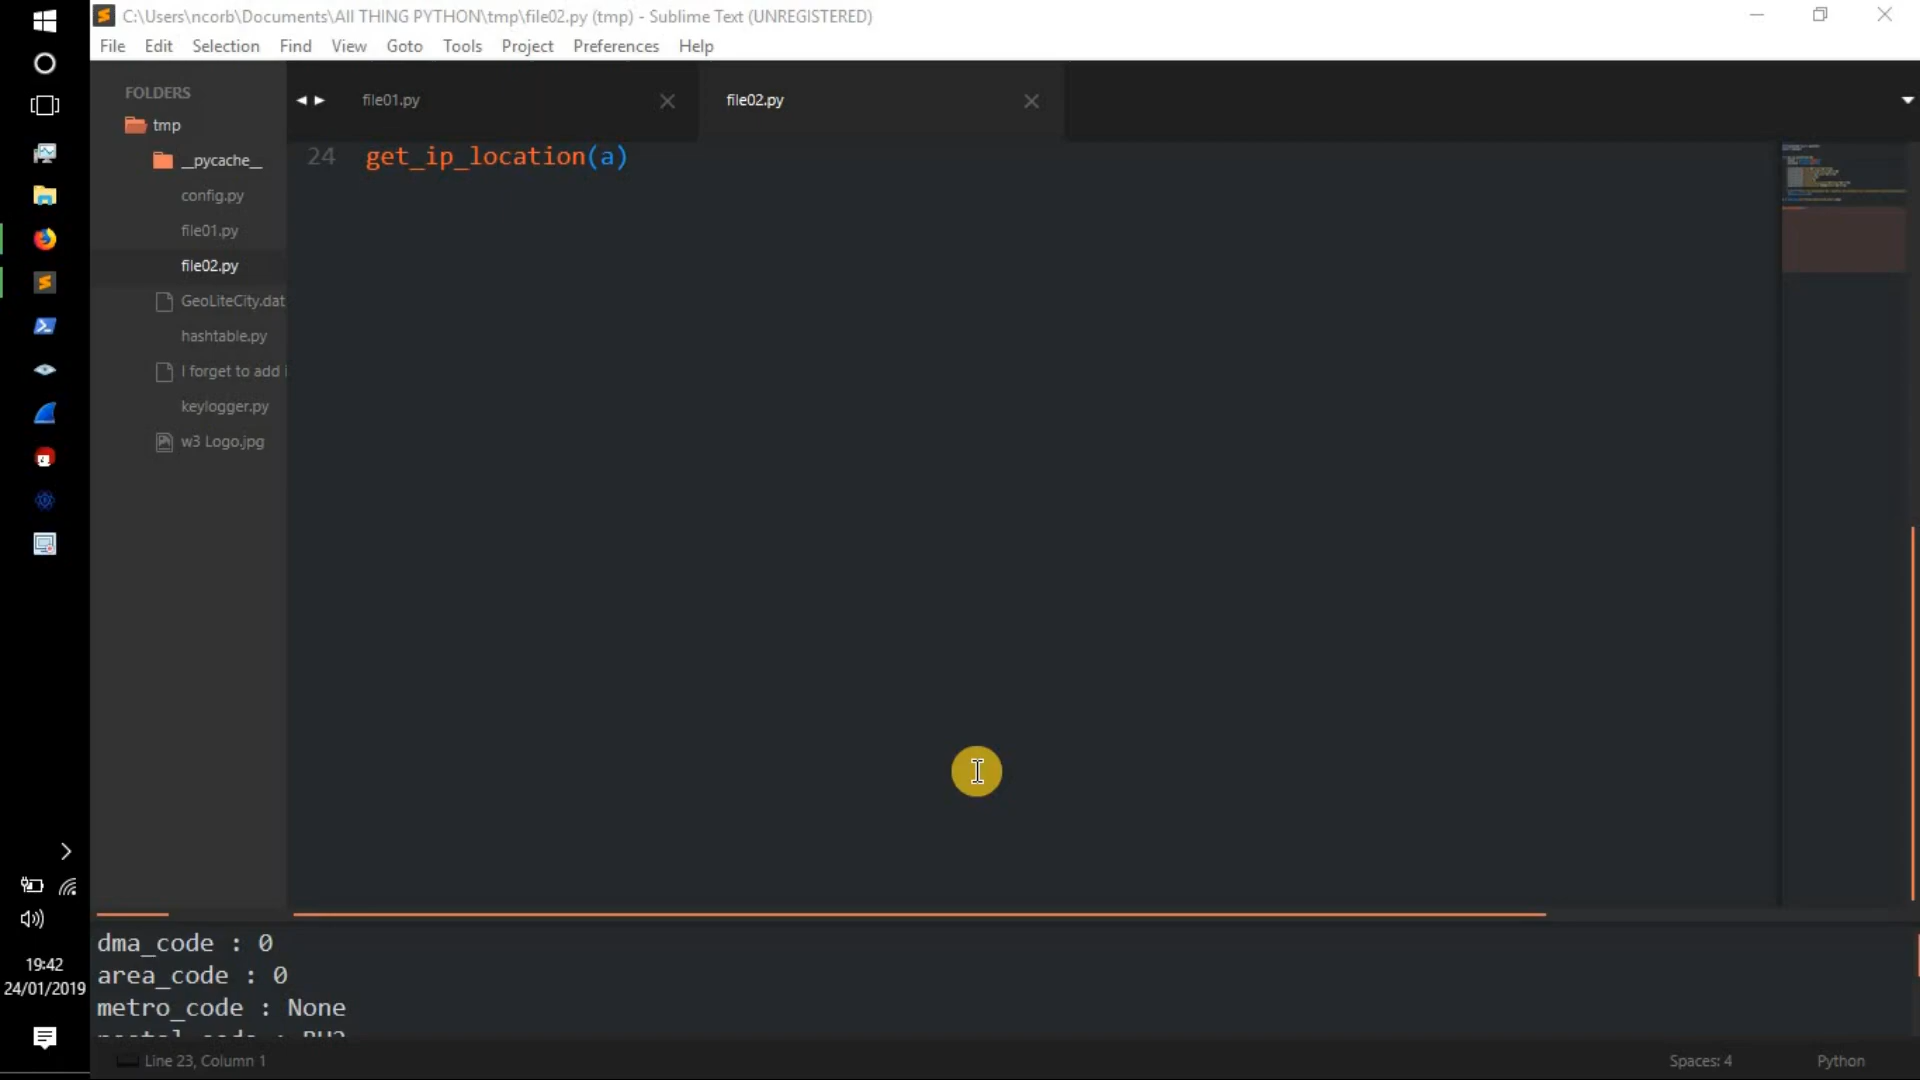 C:\Users\ncorb\Documents\All THING PYTHON\tmp\file02.py (tmp) - Sublime Text (UNREGISTERED)
File Edit Selection Find View Goto Tools Project Preferences Help
FOLDERS
tmp
__pycache__
config.py
file01.py
file02.py
GeoLiteCity.dat
hashtable.py
I forget to add i
keylogger.py
w3 Logo.jpg
file01.py
file02.py
24 get_ip_location(a)
dma_code : 0
area_code : 0
metro_code : None
19:42
24/01/2019
Line 23, Column 1
Spaces: 4
Python